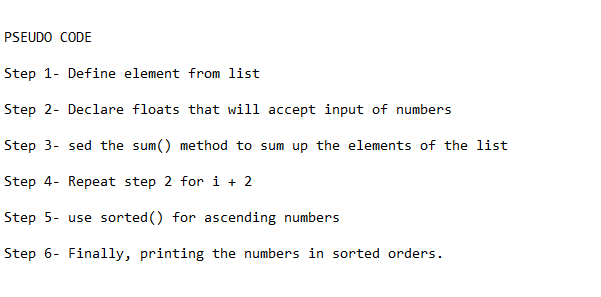 PSEUDO CODE
Step 1- Define element from list
Step 2- Declare floats that will accept input of numbers
Step 3- sed the sum() method to sum up the elements of the list
Step 4- Repeat step 2 for i + 2
Step 5- use sorted() for ascending numbers
Step 6- Finally, printing the numbers in sorted orders.